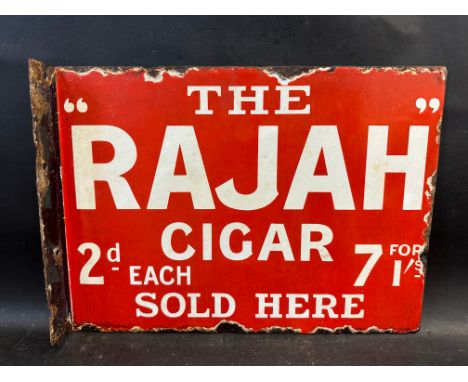 THE
“RAJAH”
CIGAR
2d EACH 7 FOR 1/s
SOLD HERE